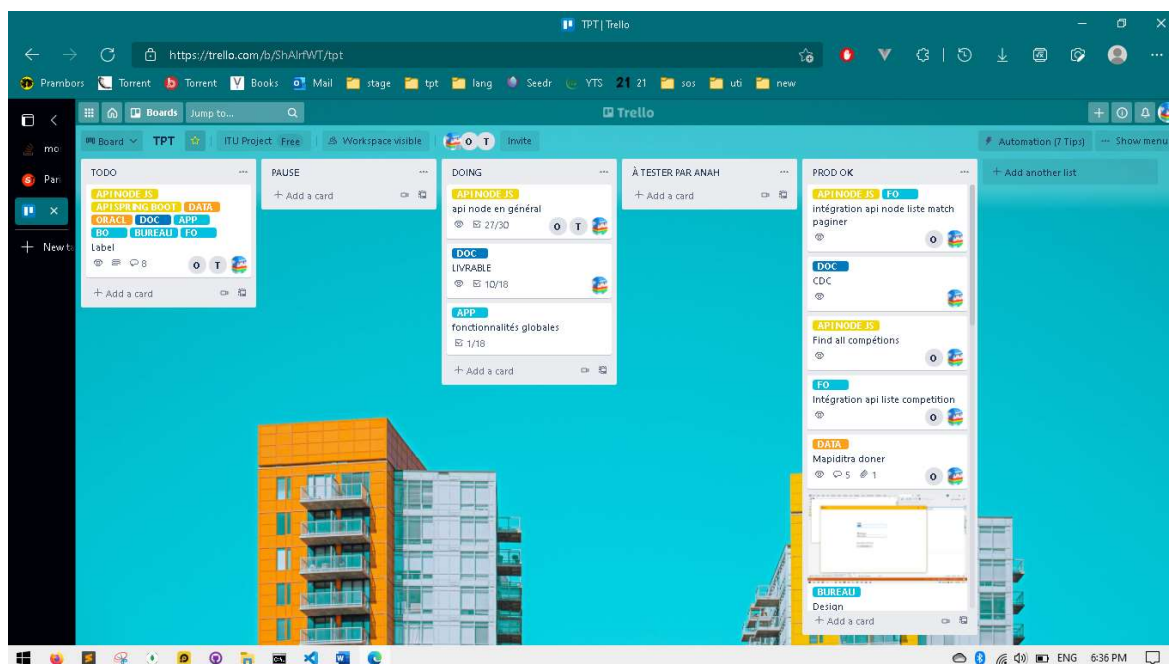 TPT | Trello
https://trello.com/b/ShAIrfWT/tpt
Prambors Torrent Torrent Books Mail stage tpt lang Seedr YTS 21 21 sos uti new
Boards Jump to... Trello
Board TPT ITU Project Free Workspace visible O T Invite Automation (7 Tips) Show menu
mo
Pari
New ta
TODO
API NODE JS
API SPRING BOOT DATA
ORACL DOC APP
BO BUREAU FO
Label
8 O T
+ Add a card
PAUSE
+ Add a card
DOING
API NODE JS
api node en général
27/30 O T
DOC
LIVRABLE
10/18
APP
fonctionnalités globales
1/18
+ Add a card
À TESTER PAR ANAH
+ Add a card
PROD OK
API NODE JS FO
intégration api node liste match
paginer
O
DOC
CDC
API NODE JS
Find all compétions
O
FO
Intégration api liste competition
O
DATA
Mapiditra doner
5 1 O
BUREAU
Design
+ Add a card
+ Add another list
ENG 6:36 PM